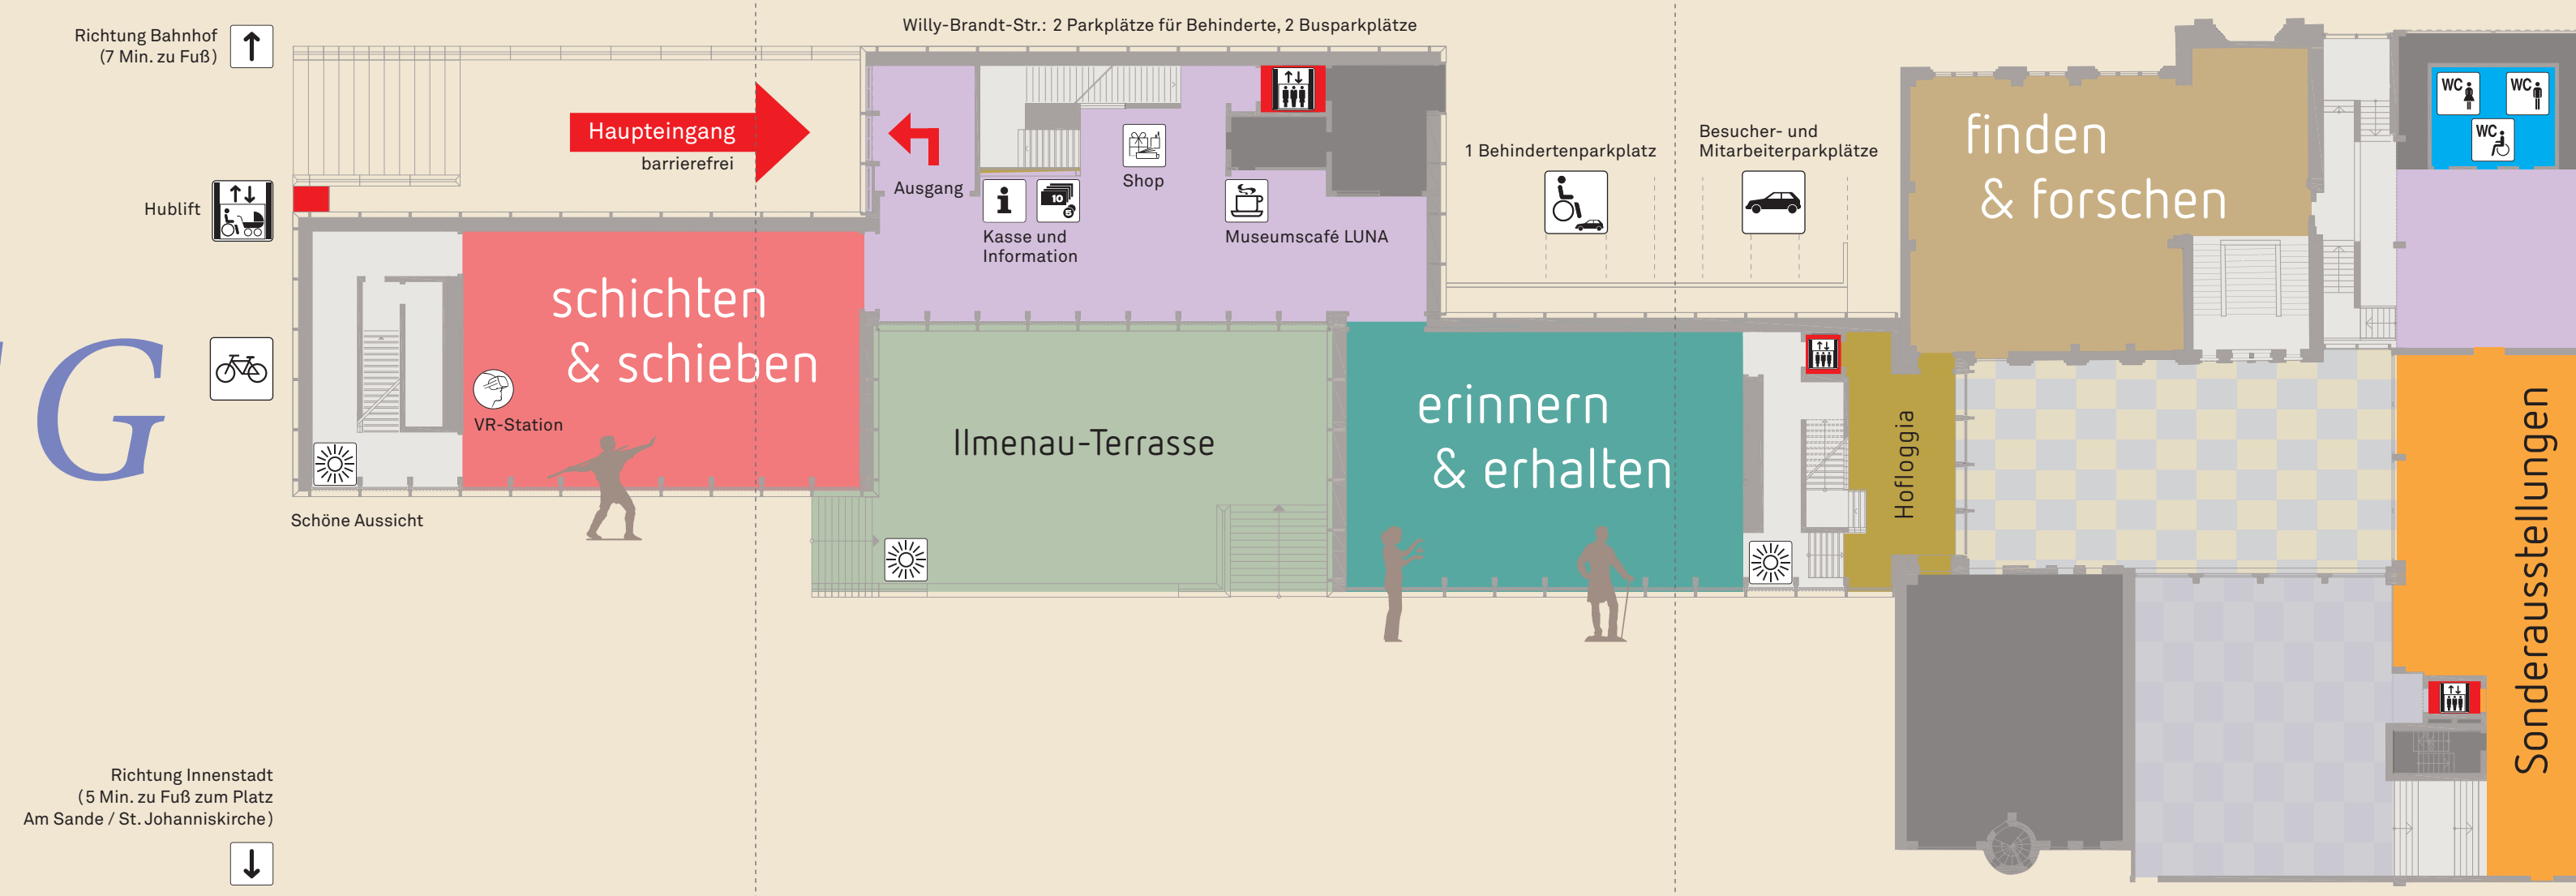 Richtung Bahnhof
(7 Min. zu Fuß)
Willy-Brandt-Str.: 2 Parkplätze für Behinderte, 2 Busparkplätze
Haupteingang
barrierefrei
Hublift
Ausgang
Kasse und
Information
10
5
Shop
Museumscafé LUNA
1 Behindertenparkplatz
Besucher- und
Mitarbeiterparkplätze
finden
& forschen
WC
WC
WC
schichten
& schieben
VR-Station
G
Schöne Aussicht
Ilmenau-Terrasse
erinnern
& erhalten
Hofloggia
Sonderausstellungen
Richtung Innenstadt
(5 Min. zu Fuß zum Platz
Am Sande / St. Johanniskirche)